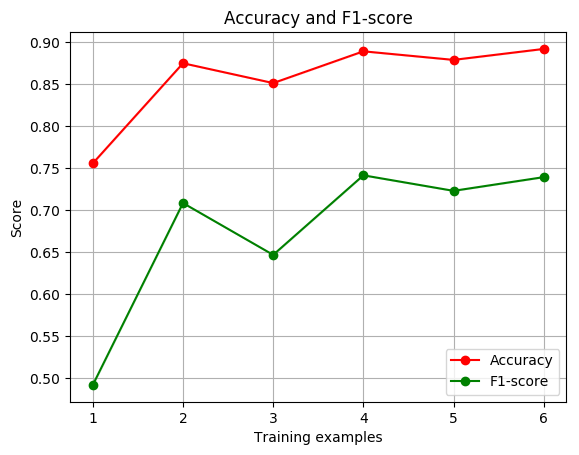 Accuracy and F1-score
0.90
0.85
0.80
0.75
0.70
0.65
0.60
0.55
0.50
Score
Accuracy
F1-score
1 2 3 4 5 6
Training examples